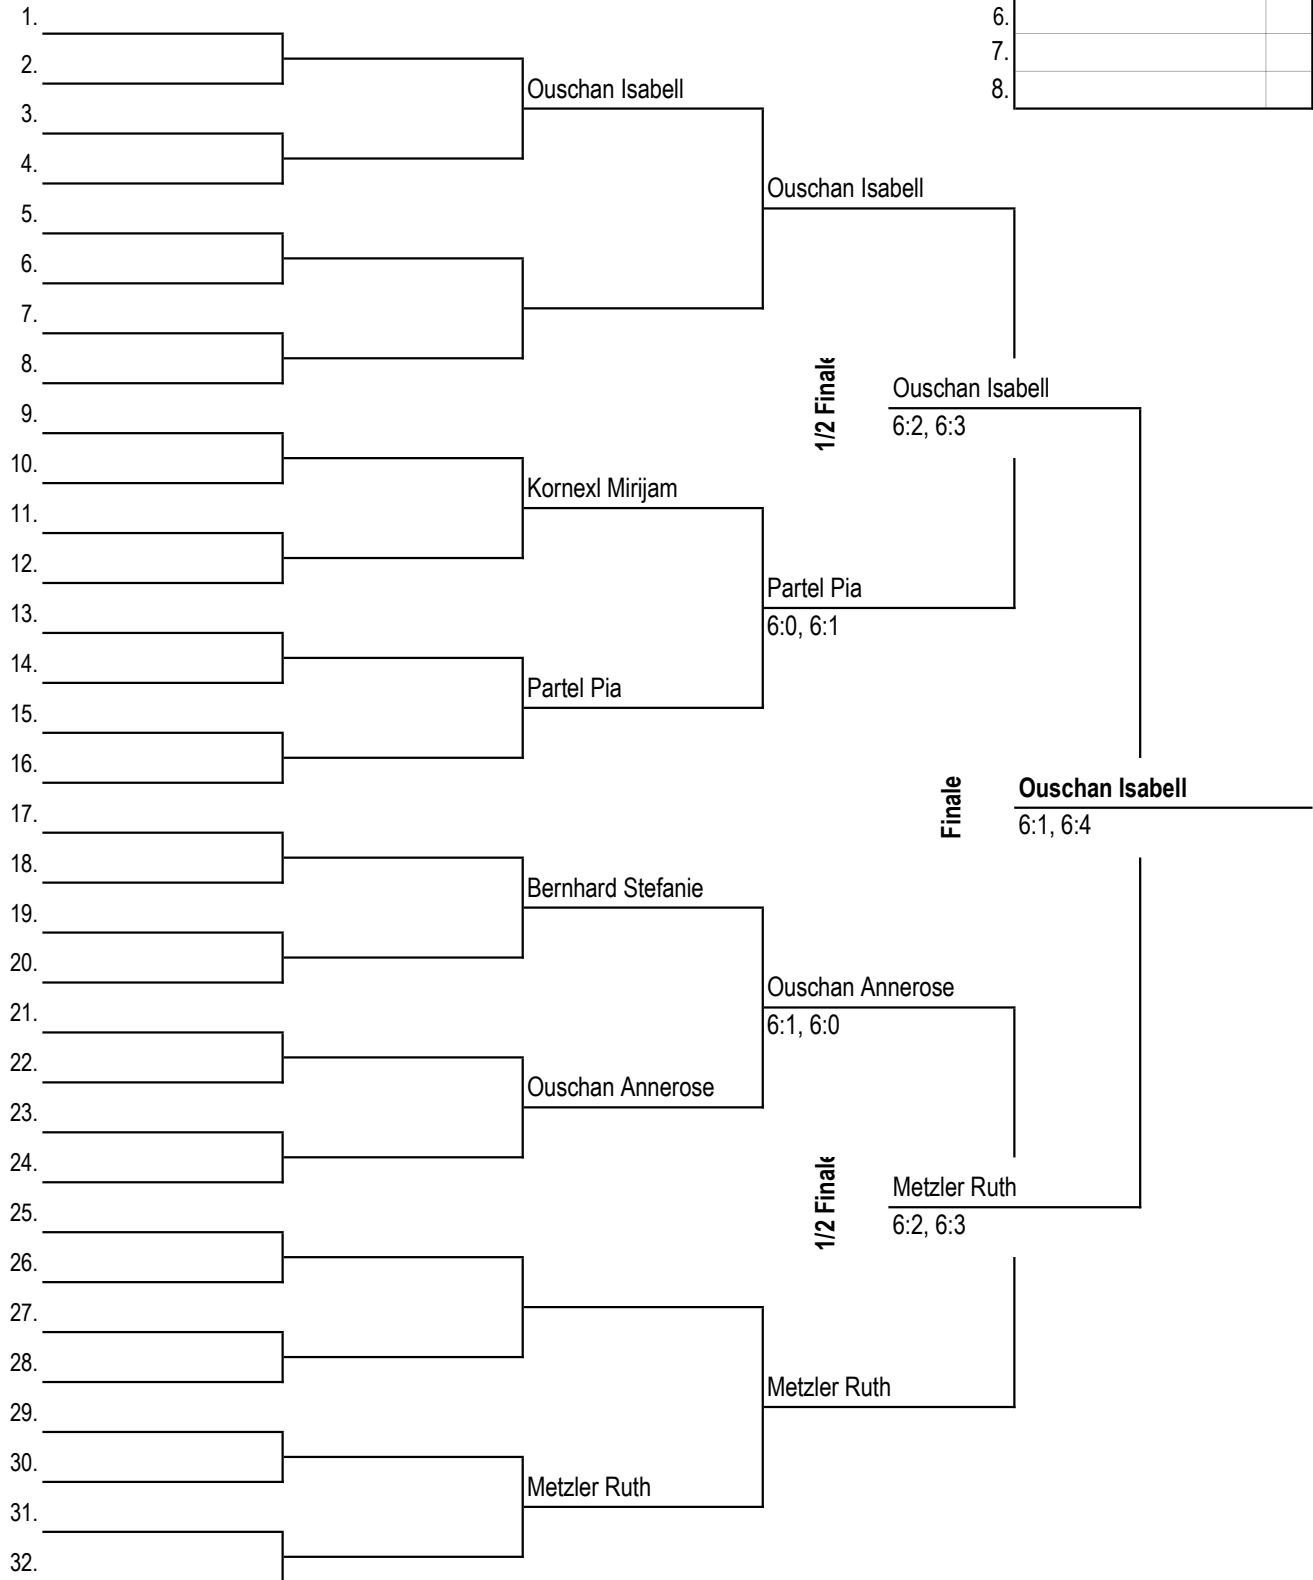 1.
6.
2.
7.
Ouschan Isabell
8.
3.
4.
Ouschan Isabell
5.
6.
7.
8.
1/2 Finale
Ouschan Isabell
6:2, 6:3
9.
10.
Kornexl Mirijam
11.
12.
Partel Pia
6:0, 6:1
13.
14.
Partel Pia
15.
16.
Finale
Ouschan Isabell
6:1, 6:4
17.
18.
Bernhard Stefanie
19.
20.
Ouschan Annerose
6:1, 6:0
21.
22.
Ouschan Annerose
23.
24.
1/2 Finale
Metzler Ruth
6:2, 6:3
25.
26.
27.
28.
Metzler Ruth
29.
30.
Metzler Ruth
31.
32.